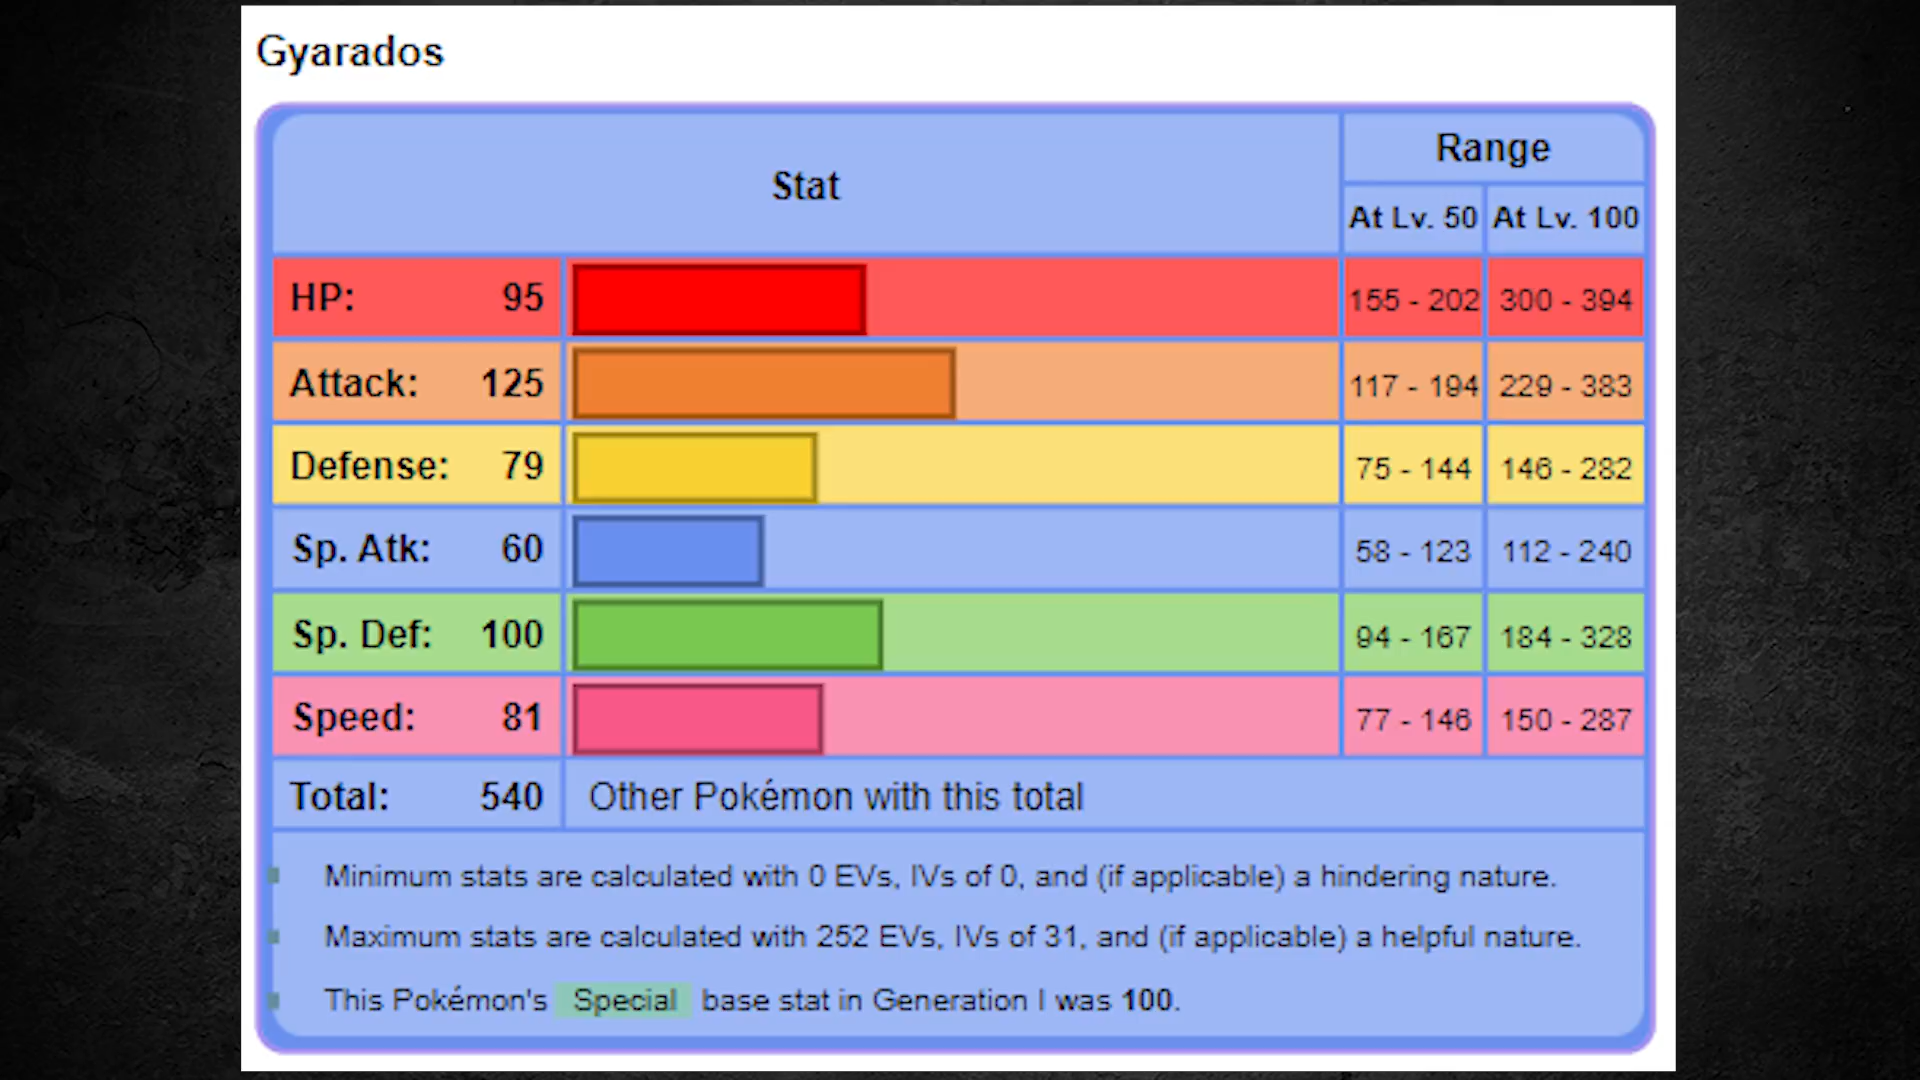 Gyarados
Stat
Range
At Lv. 50 At Lv. 100
HP: 95 155 - 202 300 - 394
Attack: 125 117 - 194 229 - 383
Defense: 79 75 - 144 146 - 282
Sp. Atk: 60 58 - 123 112 - 240
Sp. Def: 100 94 - 167 184 - 328
Speed: 81 77 - 146 150 - 287
Total: 540 Other Pokémon with this total
Minimum stats are calculated with 0 EVs, IVs of 0, and (if applicable) a hindering nature.
Maximum stats are calculated with 252 EVs, IVs of 31, and (if applicable) a helpful nature.
This Pokémon's Special base stat in Generation I was 100.